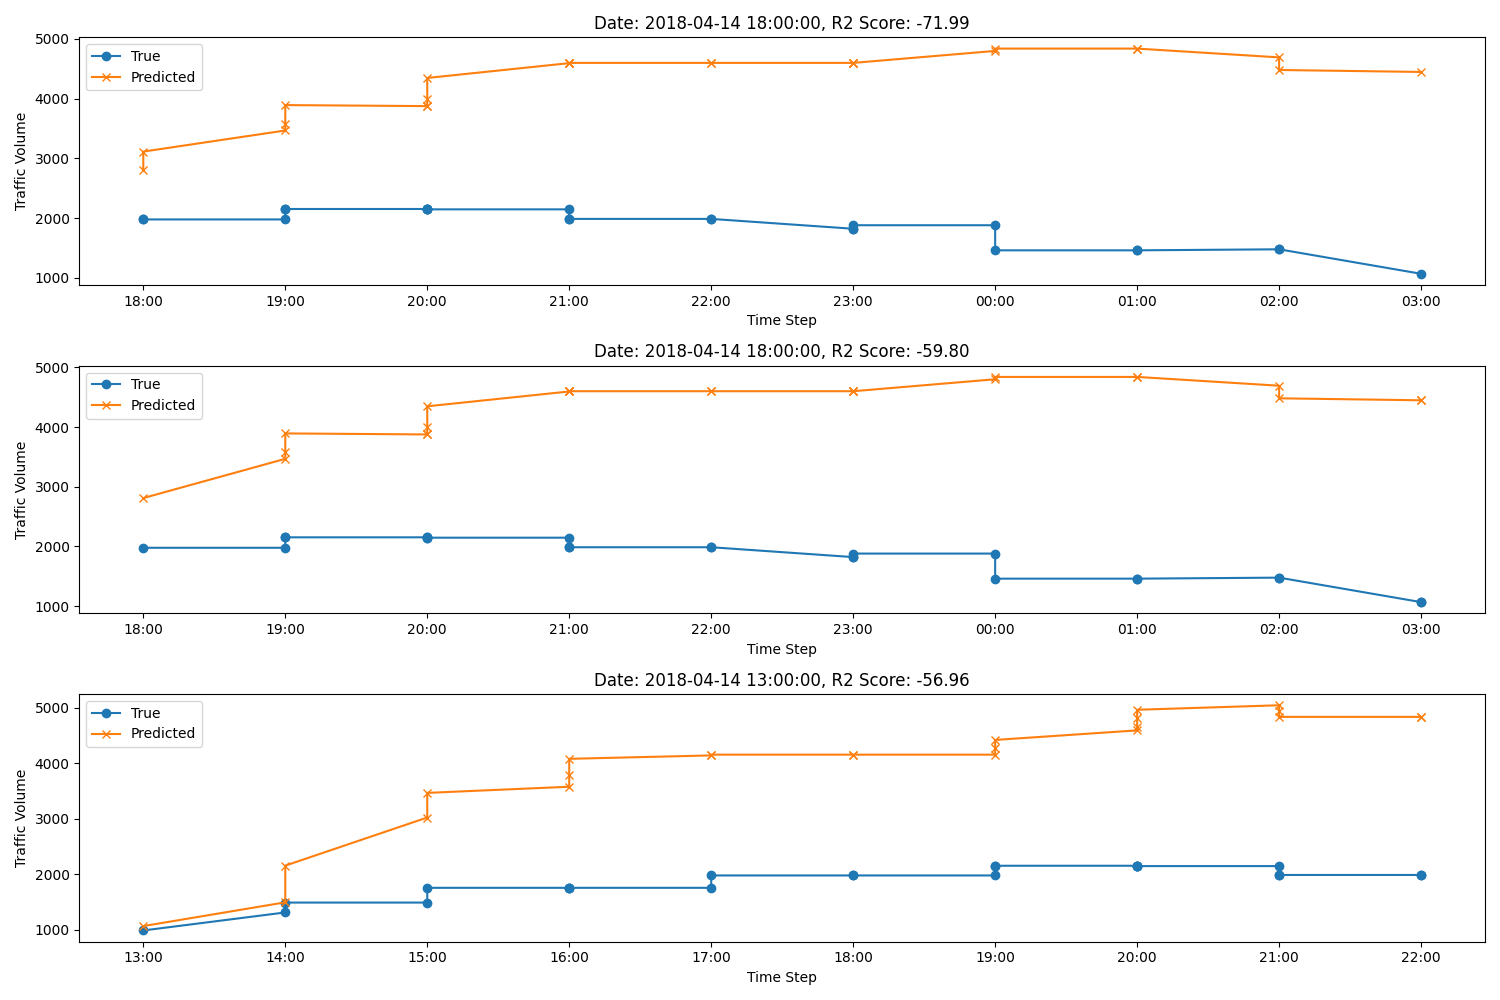 Date: 2018-04-14 18:00:00, R2 Score: -71.99
5000
4000
3000
2000
1000
Traffic Volume
True
Predicted
18:00 19:00 20:00 21:00 22:00 23:00 00:00 01:00 02:00 03:00
Time Step
Date: 2018-04-14 18:00:00, R2 Score: -59.80
5000
4000
3000
2000
1000
Traffic Volume
True
Predicted
18:00 19:00 20:00 21:00 22:00 23:00 00:00 01:00 02:00 03:00
Time Step
Date: 2018-04-14 13:00:00, R2 Score: -56.96
5000
4000
3000
2000
1000
Traffic Volume
True
Predicted
13:00 14:00 15:00 16:00 17:00 18:00 19:00 20:00 21:00 22:00
Time Step